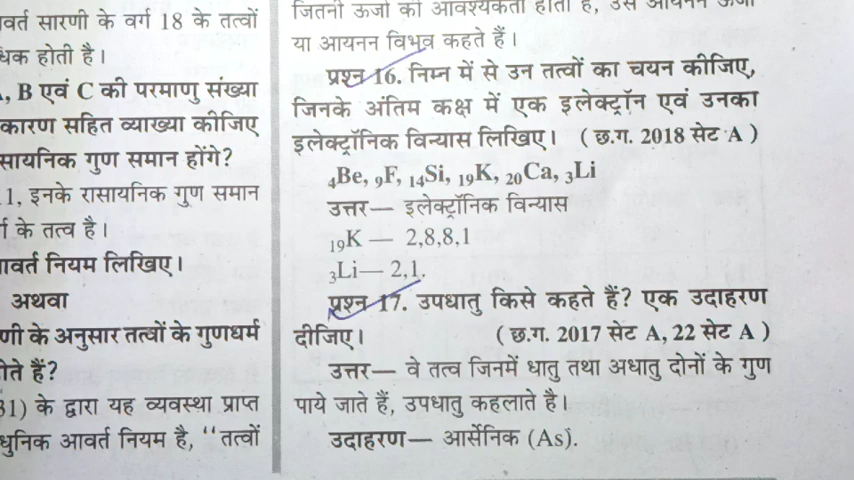 वर्त सारणी के वर्ग 18 के तत्वों
धिक होती है।
, B एवं C की परमाणु संख्या
कारण सहित व्याख्या कीजिए
सायनिक गुण समान होंगे?
1, इनके रासायनिक गुण समान
के तत्व है।
ावर्त नियम लिखिए।
अथवा
णी के अनुसार तत्वों के गुणधर्म
ोते हैं?
31) के द्वारा यह व्यवस्था प्राप्त
धुनिक आवर्त नियम है, "तत्वों
जितनी ऊर्जा की आवश्यकता होती है, उसे आयनन ऊर्जा
या आयनन विभव कहते हैं।
प्रश्न 16. निम्न में से उन तत्वों का चयन कीजिए,
जिनके अंतिम कक्ष में एक इलेक्ट्रॉन एवं उनका
इलेक्ट्रॉनिक विन्यास लिखिए। (छ.ग. 2018 सेट A)
₄Be, ₉F, ₁₄Si, ₁₉K, ₂₀Ca, ₃Li
उत्तर— इलेक्ट्रॉनिक विन्यास
₁₉K — 2,8,8,1
₃Li— 2,1.
प्रश्न 17. उपधातु किसे कहते हैं? एक उदाहरण
दीजिए। (छ.ग. 2017 सेट A, 22 सेट A)
उत्तर— वे तत्व जिनमें धातु तथा अधातु दोनों के गुण
पाये जाते हैं, उपधातु कहलाते है।
उदाहरण— आर्सेनिक (As).